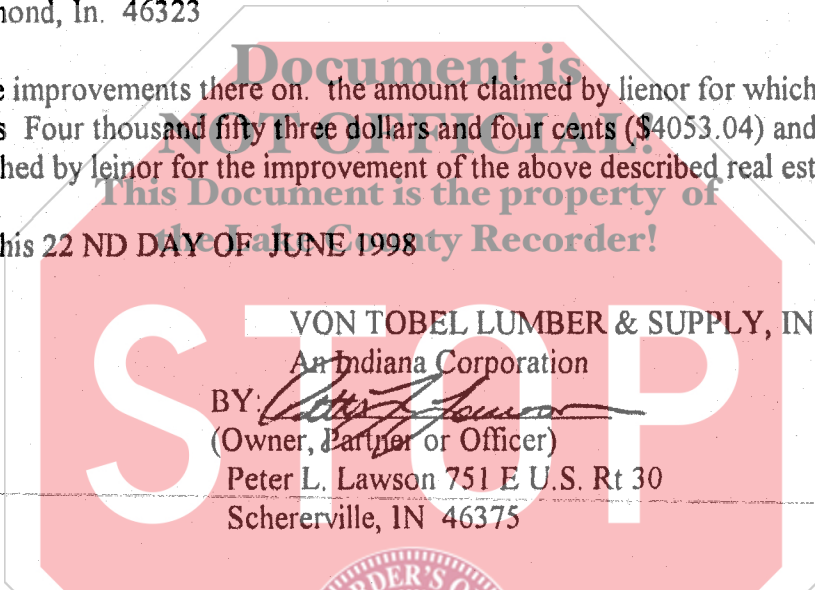 mond, In. 46323
Document is
e improvements there on. the amount claimed by lienor for which
s Four thousand fifty three dollars and four cents ($4053.04) and
NOT OFFICIAL!
hed by leinor for the improvement of the above described real est
This Document is the property of
his 22 ND DAY OF JUNE 1998
the Lake County Recorder!
STOP
VON TOBEL LUMBER & SUPPLY, IN
An Indiana Corporation
BY:
(Owner, Partner or Officer)
Peter L. Lawson 751 E U.S. Rt 30
Schererville, IN 46375
RDER'S O